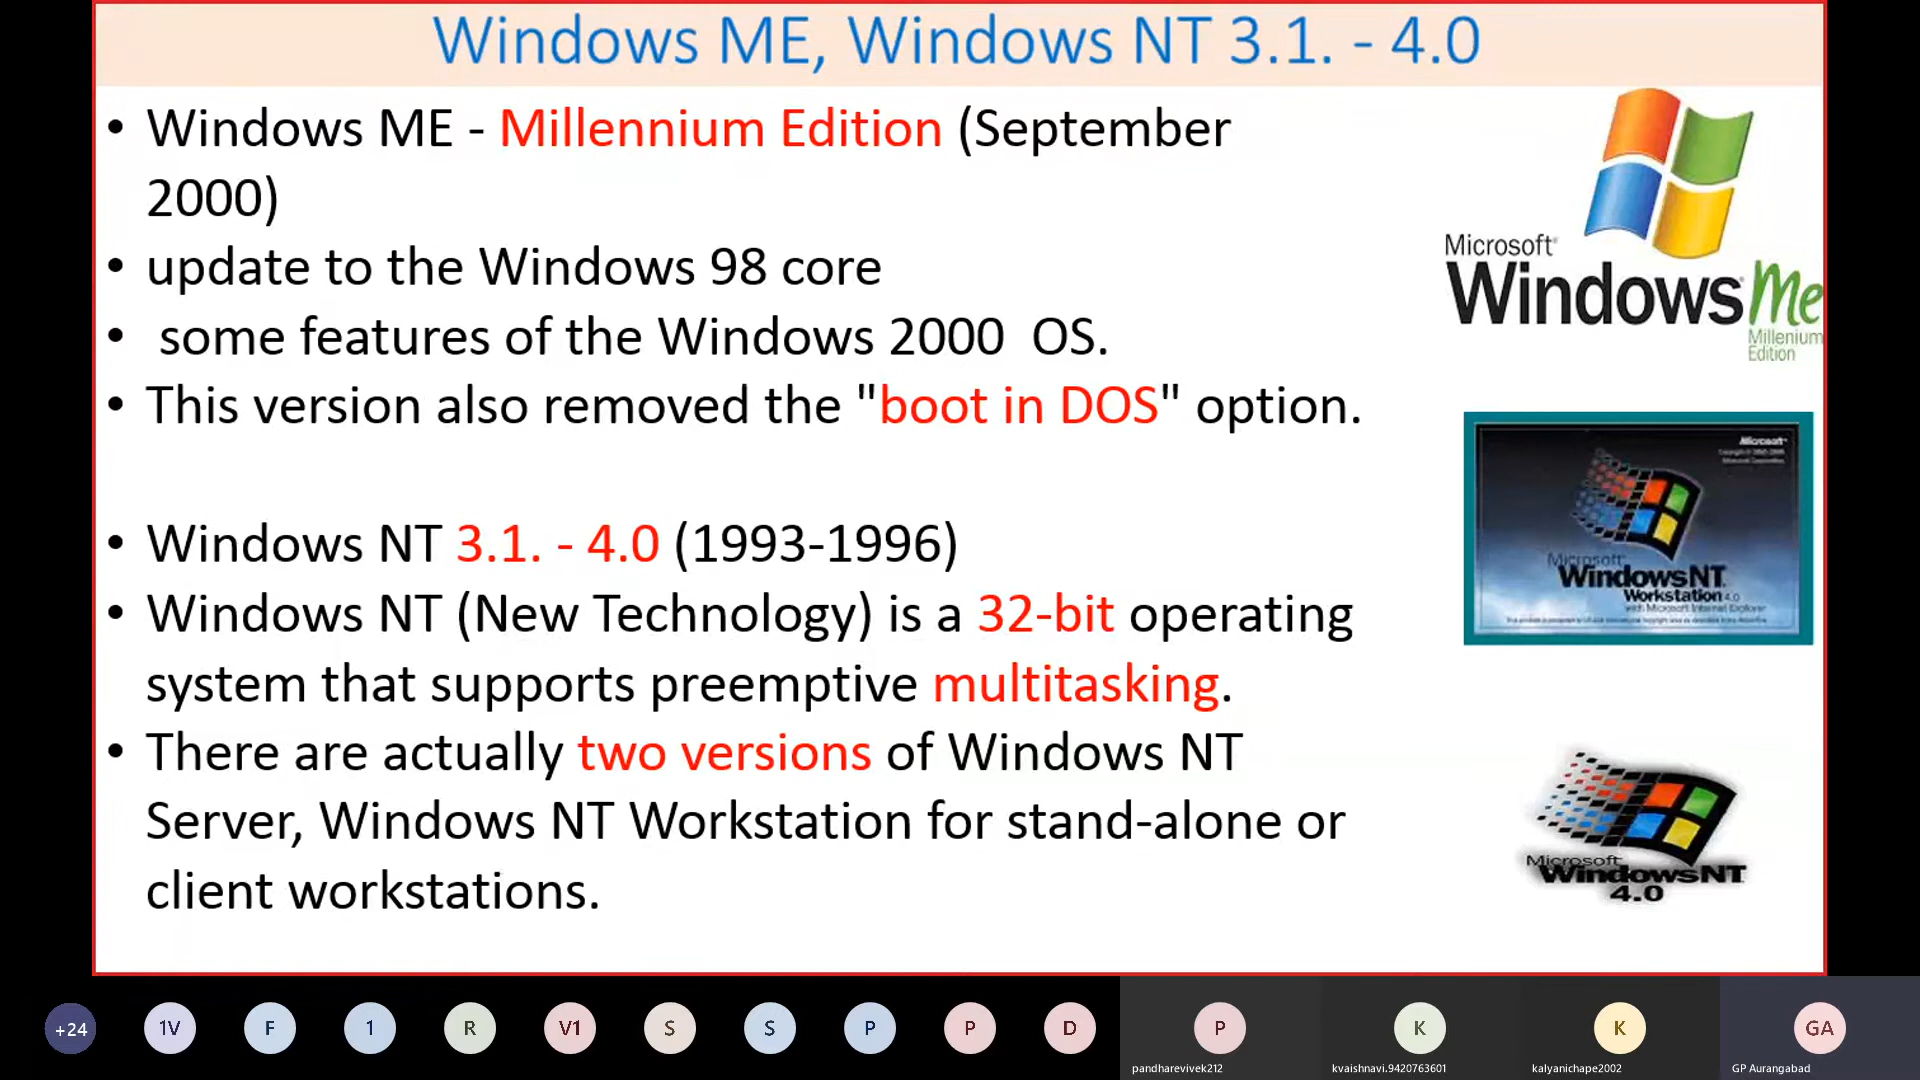 Windows ME, Windows NT 3.1. - 4.0
• Windows ME - Millennium Edition (September
2000)
• update to the Windows 98 core
• some features of the Windows 2000 OS.
• This version also removed the "boot in DOS" option.
• Windows NT 3.1. - 4.0 (1993-1996)
• Windows NT (New Technology) is a 32-bit operating
system that supports preemptive multitasking.
• There are actually two versions of Windows NT
Server, Windows NT Workstation for stand-alone or
client workstations.
Microsoft
Windows Me
Millenium
Edition
Microsoft
Microsoft
Windows NT
Workstation 4.0
with Microsoft Internet Explorer
Microsoft
Windows NT
4.0
+24
1V
F
1
R
V1
S
S
P
P
D
P
K
K
GA
pandharevivek212
kvaishnavi.9420763601
kalyanichape2002
GP Aurangabad